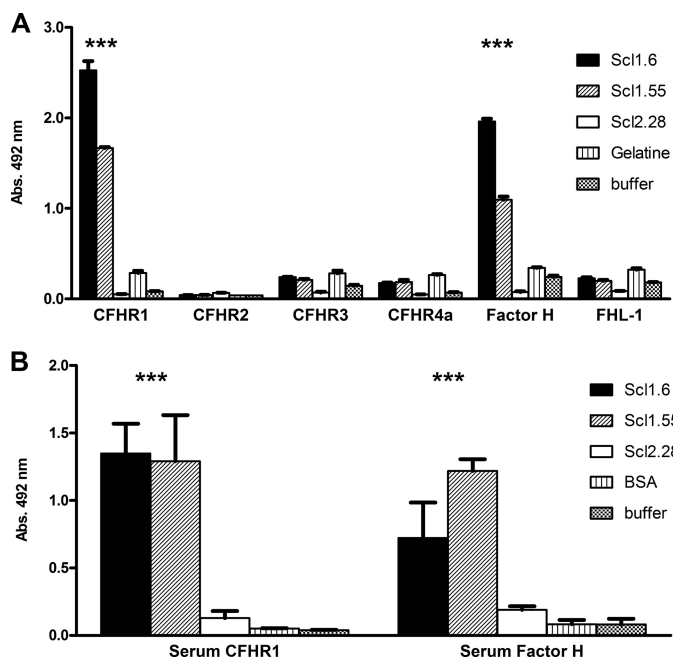 A
3.0
***
***
Scl1.6
Scl1.55
2.0
Scl2.28
Abs. 492 nm
Gelatine
buffer
1.0
0.0
CFHR1 CFHR2 CFHR3 CFHR4a Factor H FHL-1
B
2.0
***
***
Scl1.6
1.5
Scl1.55
Scl2.28
Abs. 492 nm
1.0
BSA
buffer
0.5
0.0
Serum CFHR1 Serum Factor H